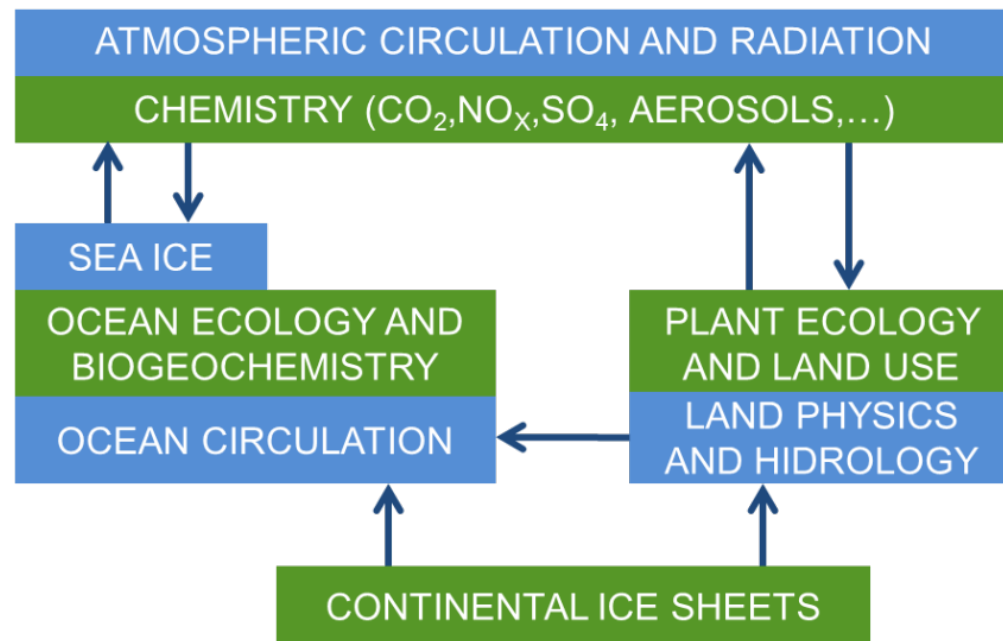 ATMOSPHERIC CIRCULATION AND RADIATION
CHEMISTRY (CO₂,NOₓ,SO₄, AEROSOLS,…)
SEA ICE
OCEAN ECOLOGY AND
BIOGEOCHEMISTRY
OCEAN CIRCULATION
PLANT ECOLOGY
AND LAND USE
LAND PHYSICS
AND HIDROLOGY
CONTINENTAL ICE SHEETS